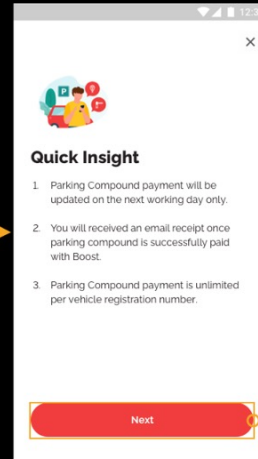 Quick Insight
1. Parking Compound payment will be
updated on the next working day only.
2. You will received an email receipt once
parking compound is successfully paid
with Boost.
3. Parking Compound payment is unlimited
per vehicle registration number.
Next